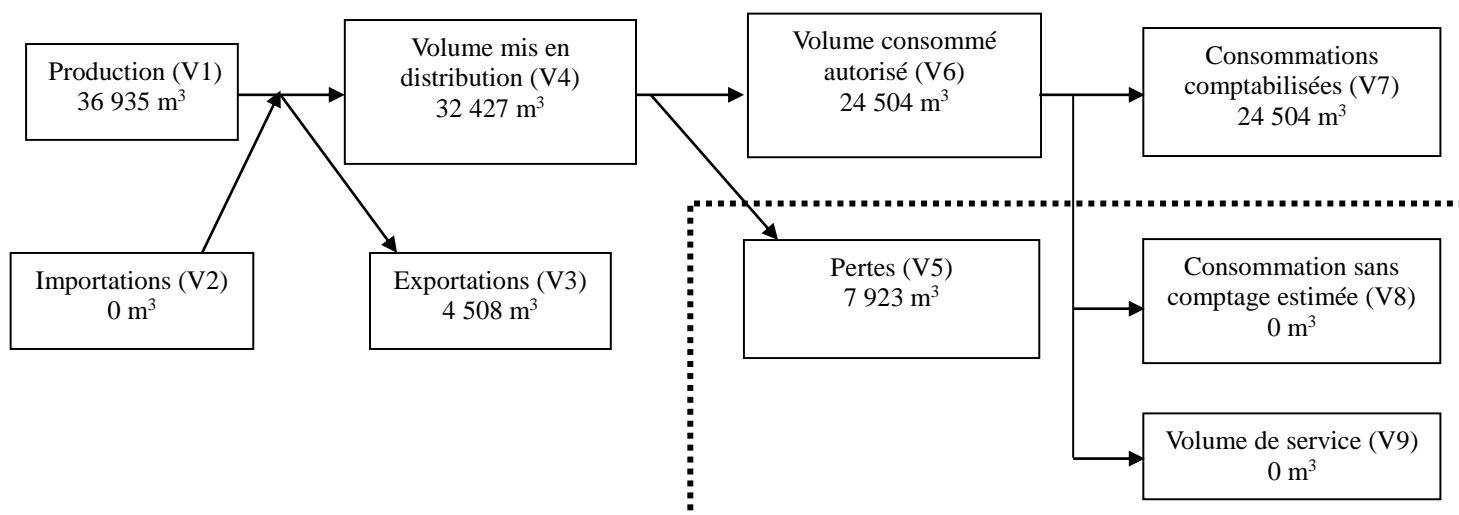 Production (V1)
36 935 m³
Volume mis en
distribution (V4)
32 427 m³
Volume consommé
autorisé (V6)
24 504 m³
Consommations
comptabilisées (V7)
24 504 m³
Importations (V2)
0 m³
Exportations (V3)
4 508 m³
Pertes (V5)
7 923 m³
Consommation sans
comptage estimée (V8)
0 m³
Volume de service (V9)
0 m³